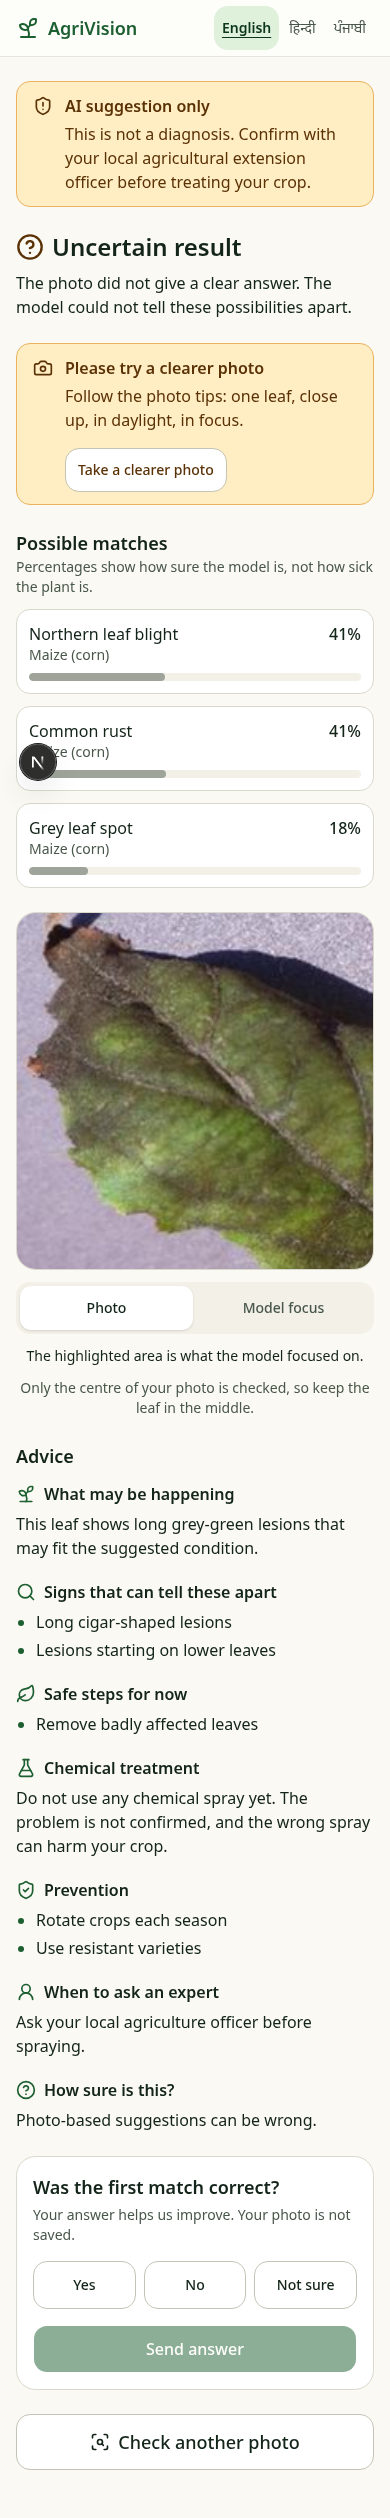 AgriVision
English
हिन्दी
ਪੰਜਾਬੀ
AI suggestion only
This is not a diagnosis. Confirm with
your local agricultural extension
officer before treating your crop.
Uncertain result
The photo did not give a clear answer. The
model could not tell these possibilities apart.
Please try a clearer photo
Follow the photo tips: one leaf, close
up, in daylight, in focus.
Take a clearer photo
Possible matches
Percentages show how sure the model is, not how sick
the plant is.
Northern leaf blight 41%
Maize (corn)
Common rust 41%
ze (corn)
Grey leaf spot 18%
Maize (corn)
Photo
Model focus
The highlighted area is what the model focused on.
Only the centre of your photo is checked, so keep the
leaf in the middle.
Advice
What may be happening
This leaf shows long grey-green lesions that
may fit the suggested condition.
Signs that can tell these apart
Long cigar-shaped lesions
Lesions starting on lower leaves
Safe steps for now
Remove badly affected leaves
Chemical treatment
Do not use any chemical spray yet. The
problem is not confirmed, and the wrong spray
can harm your crop.
Prevention
Rotate crops each season
Use resistant varieties
When to ask an expert
Ask your local agriculture officer before
spraying.
How sure is this?
Photo-based suggestions can be wrong.
Was the first match correct?
Your answer helps us improve. Your photo is not
saved.
Yes
No
Not sure
Send answer
Check another photo